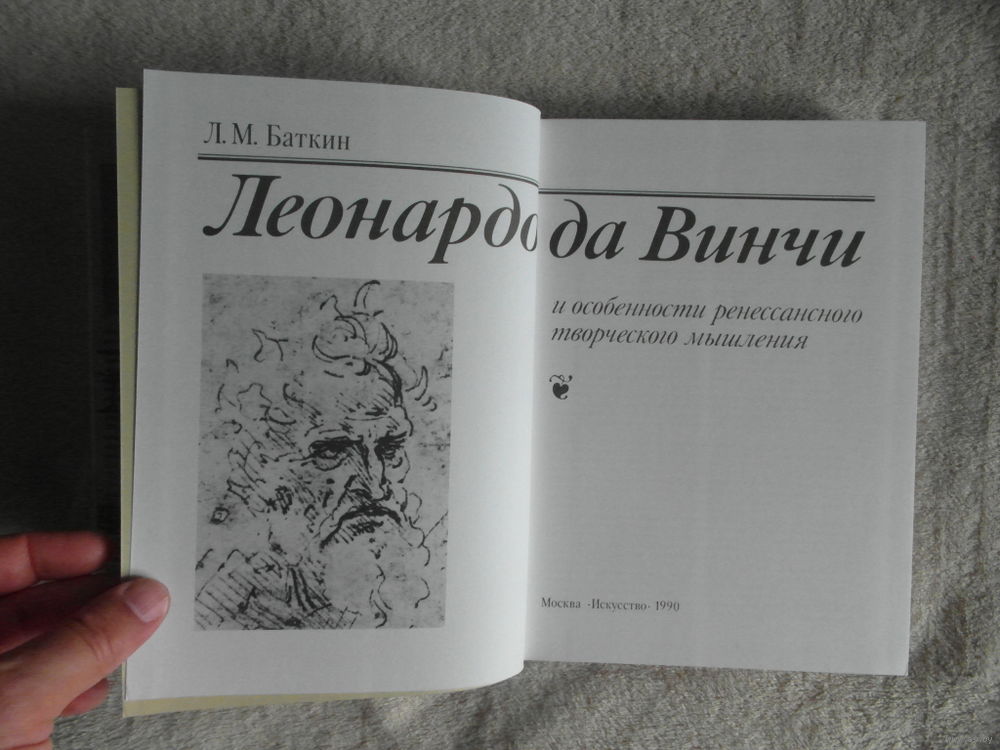 Л. М. Баткин
Леонардо да Винчи
и особенности ренессансного
творческого мышления
Москва «Искусство» 1990